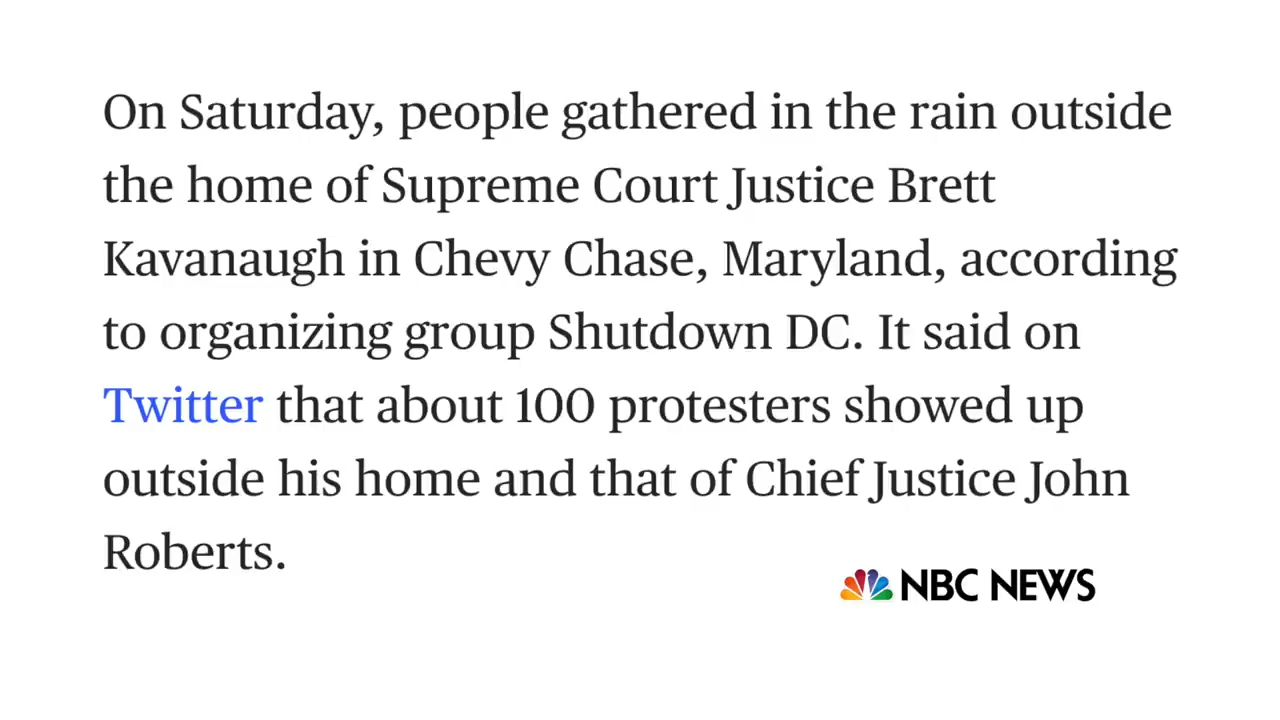 On Saturday, people gathered in the rain outside
the home of Supreme Court Justice Brett
Kavanaugh in Chevy Chase, Maryland, according
to organizing group Shutdown DC. It said on
Twitter that about 100 protesters showed up
outside his home and that of Chief Justice John
Roberts.
NBC NEWS